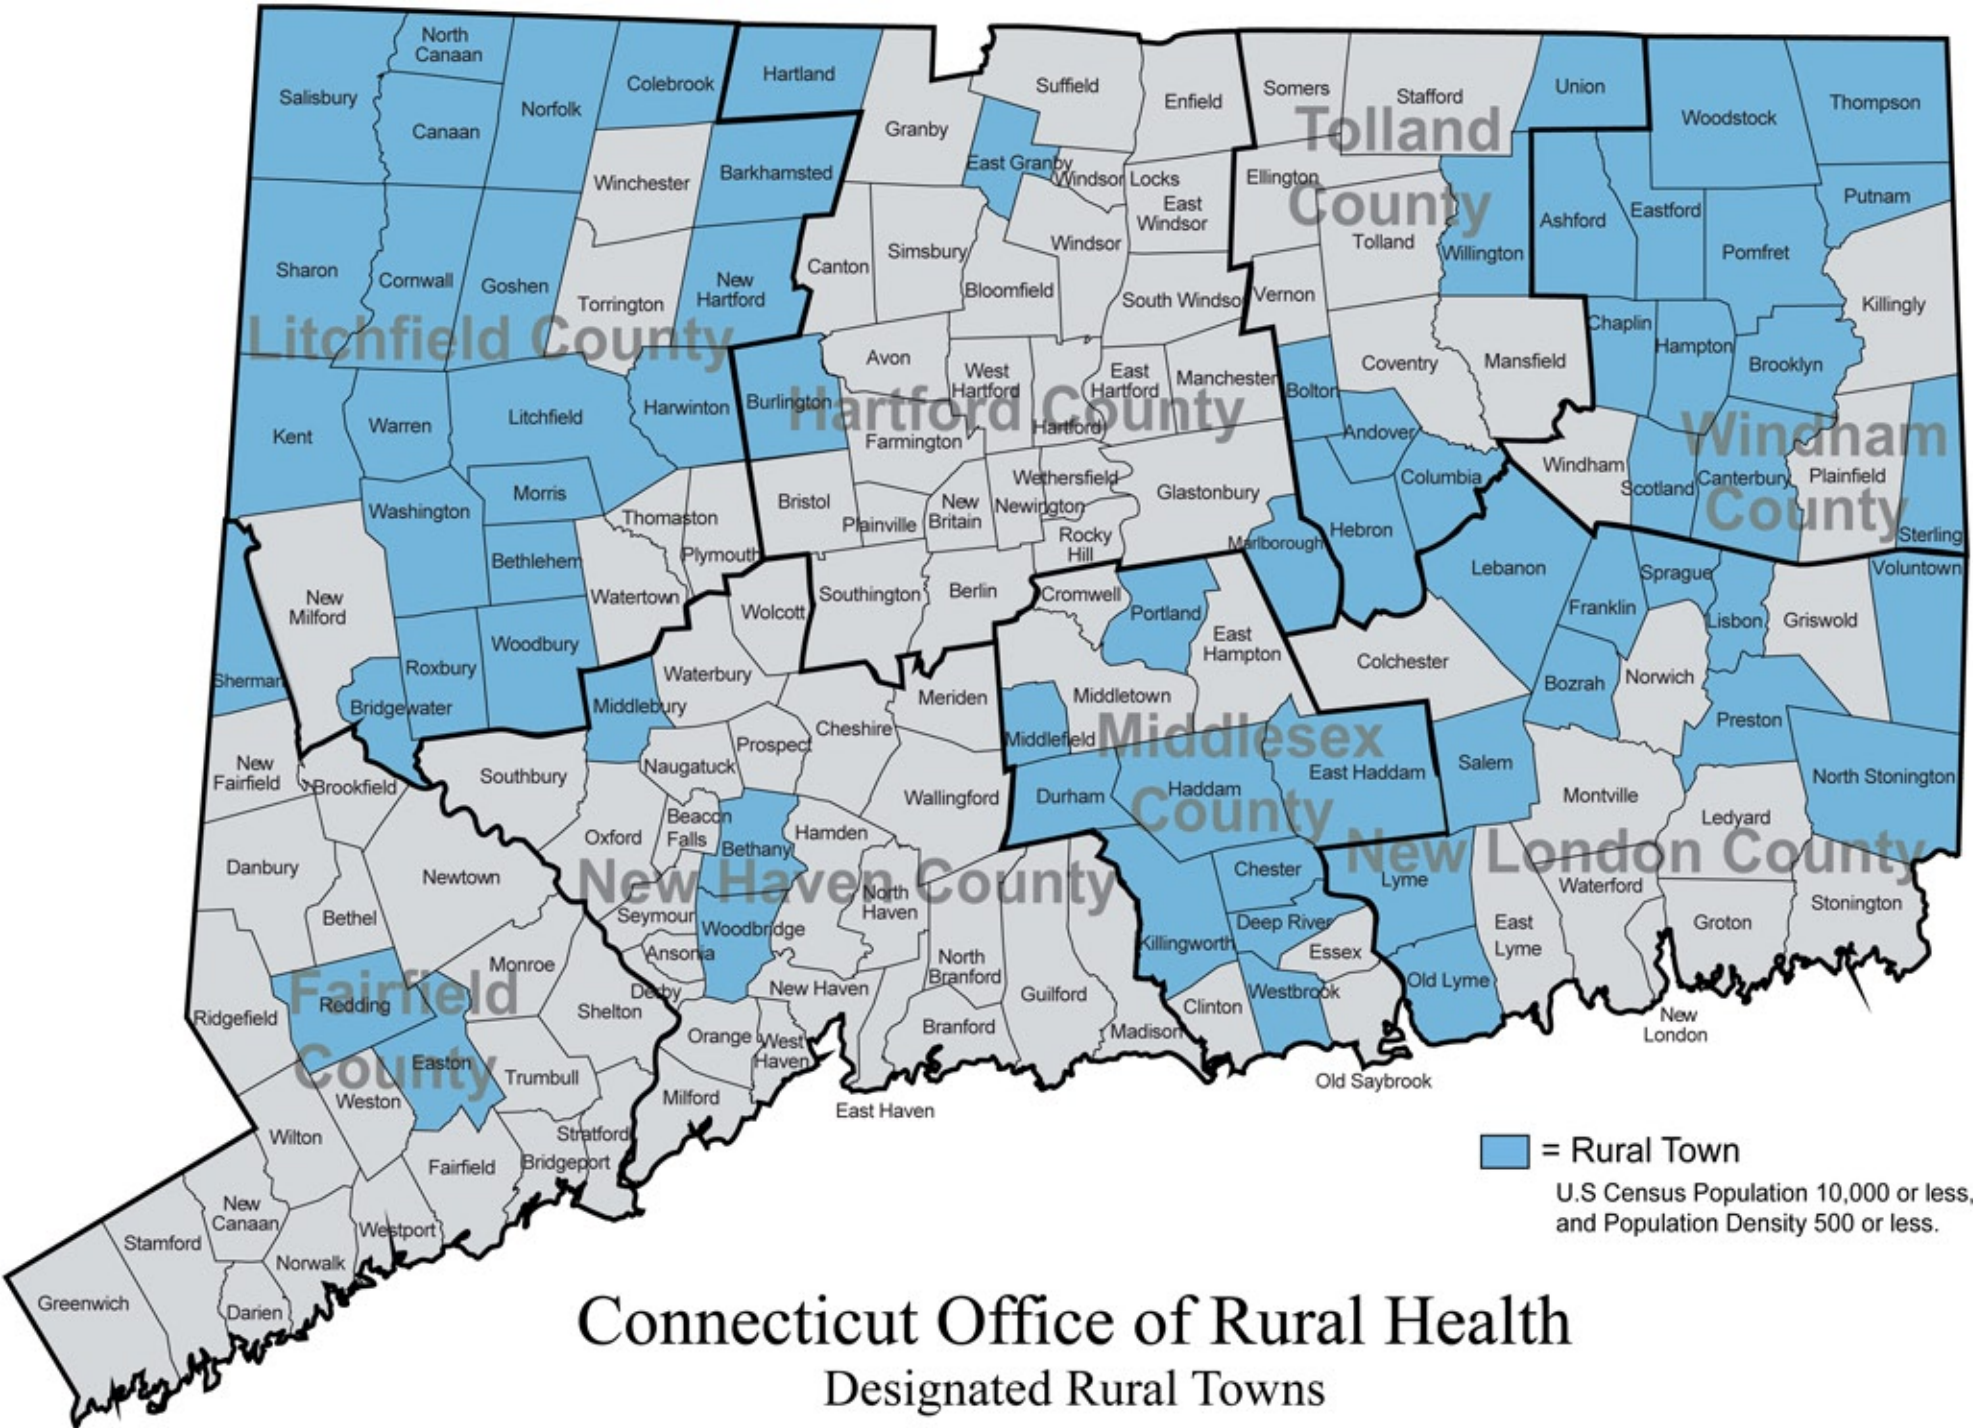 North
Canaan
Salisbury
Canaan
Norfolk
Colebrook
Hartland
Granby
Suffield
Enfield
Somers
Stafford
Union
Woodstock
Thompson
Tolland
County
Winchester
Barkhamsted
East Granby
Windsor Locks
East
Windsor
Ellington
Tolland
Willington
Ashford
Eastford
Pomfret
Putnam
Sharon
Cornwall
Goshen
Torrington
New
Hartford
Canton
Simsbury
Bloomfield
Windsor
South Windsor
Vernon
Killingly
Litchfield County
Chaplin
Hampton
Brooklyn
Avon
West
Hartford
East
Hartford
Manchester
Bolton
Coventry
Mansfield
Kent
Warren
Litchfield
Harwinton
Burlington
Hartford County
Hartford
Farmington
Andover
Columbia
Windham
Windham
County
Scotland
Canterbury
Plainfield
Sterling
Washington
Morris
Thomaston
Plymouth
Bristol
Plainville
New
Britain
Wethersfield
Newington
Rocky
Hill
Glastonbury
Marlborough
Hebron
Lebanon
Bethlehem
Watertown
New
Milford
Wolcott
Southington
Berlin
Cromwell
Portland
East
Hampton
Colchester
Franklin
Sprague
Lisbon
Griswold
Voluntown
Woodbury
Roxbury
Sherman
Bridgewater
Middlebury
Waterbury
Meriden
Middletown
Middlefield
Middlesex
County
Bozrah
Norwich
Preston
North Stonington
New
Fairfield
Brookfield
Southbury
Naugatuck
Prospect
Cheshire
Wallingford
Durham
Haddam
East Haddam
Salem
Montville
Ledyard
Danbury
Newtown
Oxford
Beacon
Falls
Bethany
Hamden
New Haven County
North
Haven
Chester
Lyme
New London County
Waterford
Groton
Stonington
Bethel
Seymour
Woodbridge
Ansonia
Derby
North
Branford
Killingworth
Deep River
Essex
East
Lyme
Fairfield
County
Redding
Monroe
Shelton
New Haven
Guilford
Madison
Clinton
Westbrook
Old Lyme
Ridgefield
Easton
Orange
West
Haven
Branford
New
London
Trumbull
Weston
Milford
East Haven
Old Saybrook
Wilton
Fairfield
Stratford
Bridgeport
New
Canaan
Westport
Stamford
Norwalk
Greenwich
Darien
= Rural Town
U.S Census Population 10,000 or less,
and Population Density 500 or less.
Connecticut Office of Rural Health
Designated Rural Towns